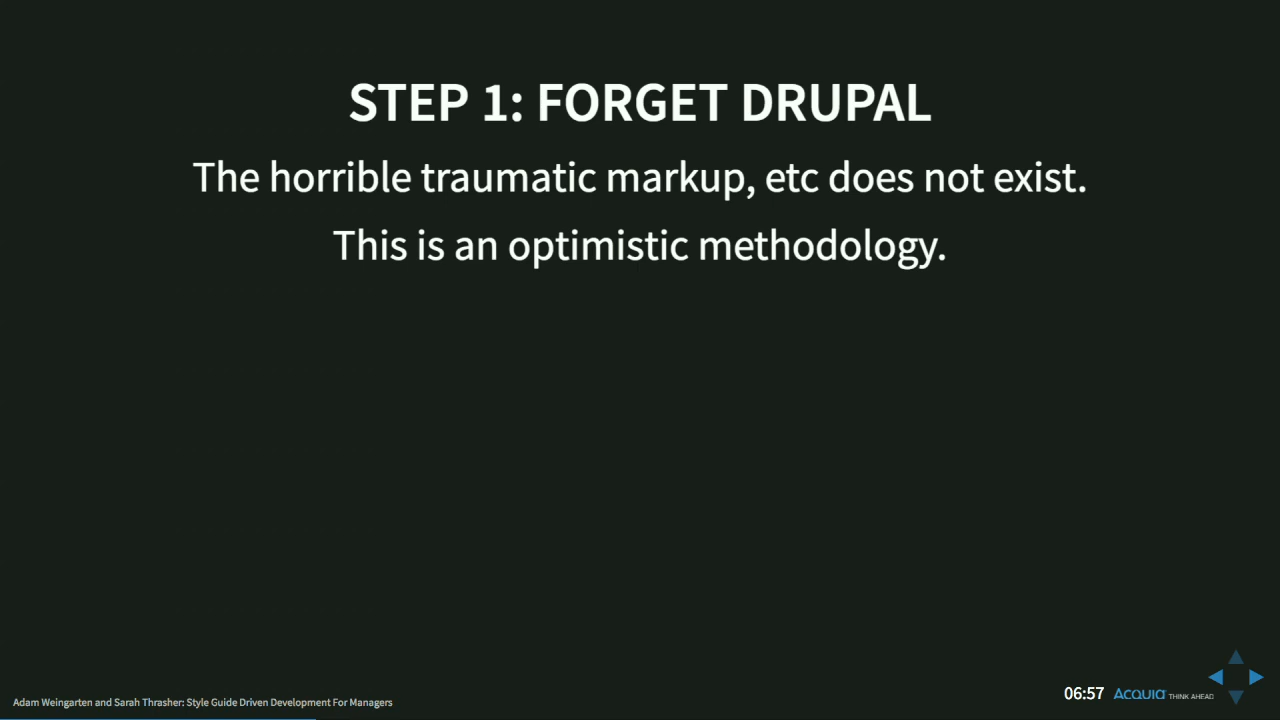 STEP 1: FORGET DRUPAL
The horrible traumatic markup, etc does not exist.
This is an optimistic methodology.
Adam Weingarten and Sarah Thrasher: Style Guide Driven Development For Managers
06:57 Acquia THINK AHEAD